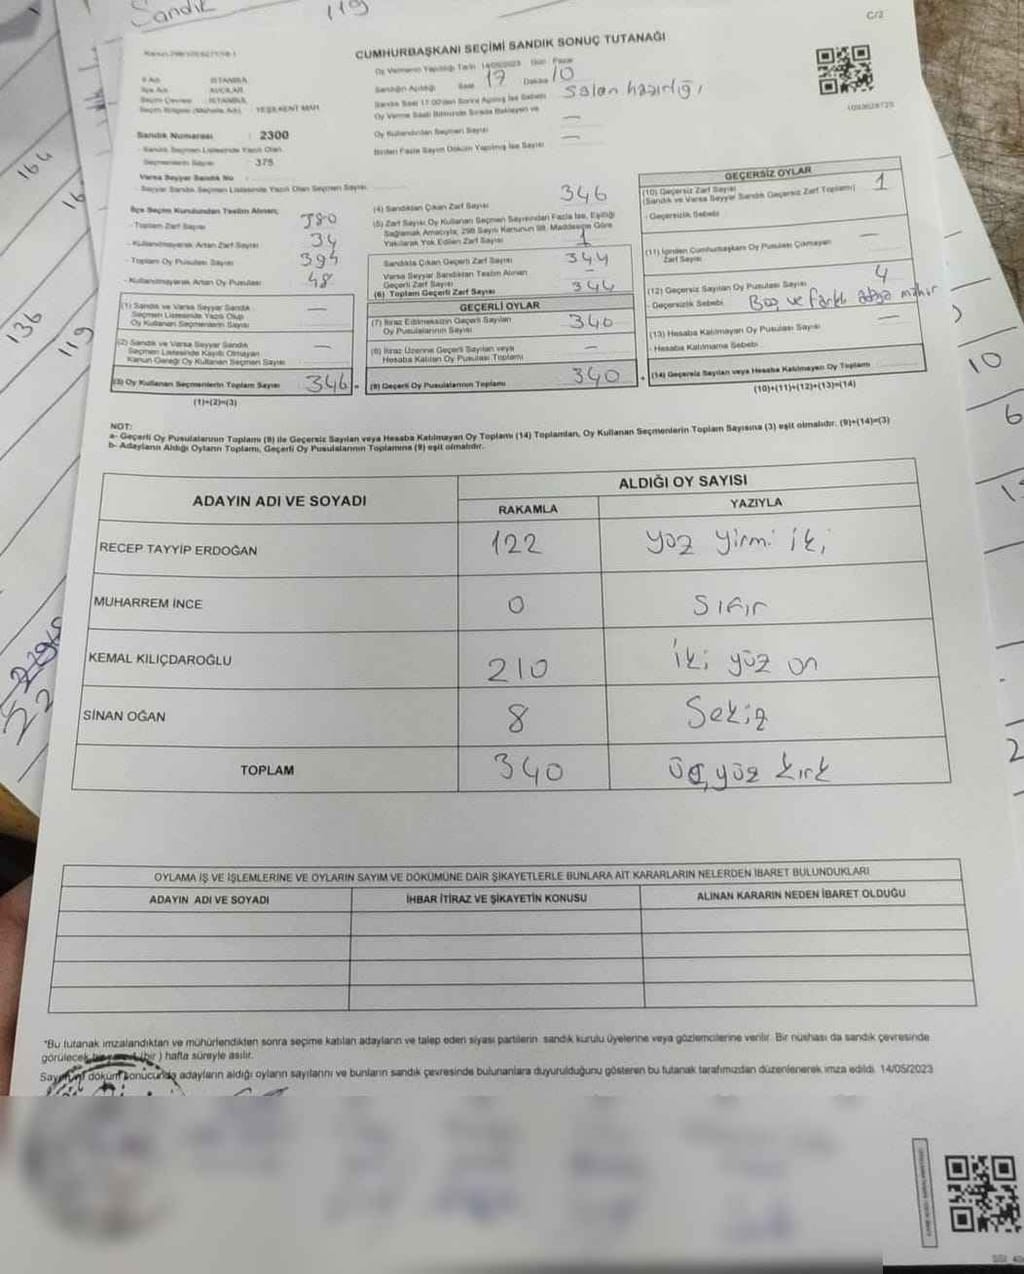 Sandık 119
C/2
CUMHURBAŞKANI SEÇİMİ SANDIK SONUÇ TUTANAĞI
Oy Vermenin Yapıldığı Tarih 14/05/2023 Gün Pazar
Sandığın Açıldığı Saat 17 Dakika 10
Sandık Saat 17:00'den Sonra Açılmış İse Sebebi Salon hazırlığı
Oy Verme Saati Bitiminde Sırada Bekleyen ve
Oy Kullandırılan Seçmen Sayısı —
Birden Fazla Sayım Döküm Yapılmış İse Sayısı —
İl Adı İSTANBUL
İlçe Adı AVCILAR
Seçim Çevresi İSTANBUL
YEŞİLKENT MAH.
Sandık Numarası : 2300
Sandık Seçmen Listesinde Yazılı Olan
Seçmenlerin Sayısı : 375
Varsa Seyyar Sandık No
Seyyar Sandık Seçmen Listesinde Yazılı Olan Seçmen Sayısı
İlçe Seçim Kurulundan Teslim Alınan;
- Toplam Zarf Sayısı 380
- Kullanılmayarak Artan Zarf Sayısı 34
- Toplam Oy Pusulası Sayısı 394
- Kullanılmayarak Artan Oy Pusulası 48
(1) Sandık ve Varsa Seyyar Sandık
Seçmen Listesinde Yazılı Olup
Oy Kullanan Seçmenlerin Sayısı —
(2) Sandık ve Varsa Seyyar Sandık
Seçmen Listesinde Kayıtlı Olmayan
Kanun Gereği Oy Kullanan Seçmen Sayısı —
(3) Oy Kullanan Seçmenlerin Toplam Sayısı 346
(1)+(2)=(3)
(4) Sandıktan Çıkan Zarf Sayısı 346
(5) Zarf Sayısı Oy Kullanan Seçmen Sayısından Fazla İse, Eşitliği
Sağlamak Amacıyla, 298 Sayılı Kanunun 98. Maddesine Göre
Yakılarak Yok Edilen Zarf Sayısı 1
Sandıkta Çıkan Geçerli Zarf Sayısı 344
Varsa Seyyar Sandıktan Teslim Alınan
Geçerli Zarf Sayısı —
(6) Toplam Geçerli Zarf Sayısı 344
GEÇERLİ OYLAR
(7) İtiraz Edilmeksizin Geçerli Sayılan
Oy Pusulalarının Sayısı 340
(8) İtiraz Üzerine Geçerli Sayılan veya
Hesaba Katılan Oy Pusulası Toplamı —
(9) Geçerli Oy Pusulalarının Toplamı 340
GEÇERSİZ OYLAR
(10) Geçersiz Zarf Sayısı
(Sandık ve Varsa Seyyar Sandık Geçersiz Zarf Toplamı) 1
- Geçersizlik Sebebi
(11) İçinden Cumhurbaşkanı Oy Pusulası Çıkmayan
Zarf Sayısı —
(12) Geçersiz Sayılan Oy Pusulası Sayısı 4
- Geçersizlik Sebebi Boş ve farklı adaya mühür
(13) Hesaba Katılmayan Oy Pusulası Sayısı —
- Hesaba Katılmama Sebebi
+ (14) Geçersiz Sayılan veya Hesaba Katılmayan Oy Toplamı
(10)+(11)+(12)+(13)=(14)
NOT:
a- Geçerli Oy Pusulalarının Toplamı (9) ile Geçersiz Sayılan veya Hesaba Katılmayan Oy Toplamı (14) Toplamları, Oy Kullanan Seçmenlerin Toplam Sayısına (3) eşit olmalıdır. (9)+(14)=(3)
b- Adayların Aldığı Oyların Toplamı, Geçerli Oy Pusulalarının Toplamına (9) eşit olmalıdır.
ADAYIN ADI VE SOYADI
ALDIĞI OY SAYISI
RAKAMLA YAZIYLA
RECEP TAYYİP ERDOĞAN 122 yüz yirmi iki
MUHARREM İNCE 0 Sıfır
KEMAL KILIÇDAROĞLU 210 iki yüz on
SİNAN OĞAN 8 Sekiz
TOPLAM 340 üç yüz kırk
OYLAMA İŞ VE İŞLEMLERİNE VE OYLARIN SAYIM VE DÖKÜMÜNE DAİR ŞİKAYETLERLE BUNLARA AİT KARARLARIN NELERDEN İBARET BULUNDUKLARI
ADAYIN ADI VE SOYADI İHBAR İTİRAZ VE ŞİKAYETİN KONUSU ALINAN KARARIN NEDEN İBARET OLDUĞU
*Bu tutanak imzalandıktan ve mühürlendikten sonra seçime katılan adayların ve talep eden siyasi partilerin sandık kurulu üyelerine veya gözlemcilerine verilir. Bir nüshası da sandık çevresinde
görülecek (bir) hafta süreyle asılır.
döküm sonucunda adayların aldığı oyların sayılarını ve bunların sandık çevresinde bulunanlara duyurulduğunu gösteren bu tutanak tarafımızdan düzenlenerek imza edildi. 14/05/2023
164
136
119
10
6
2